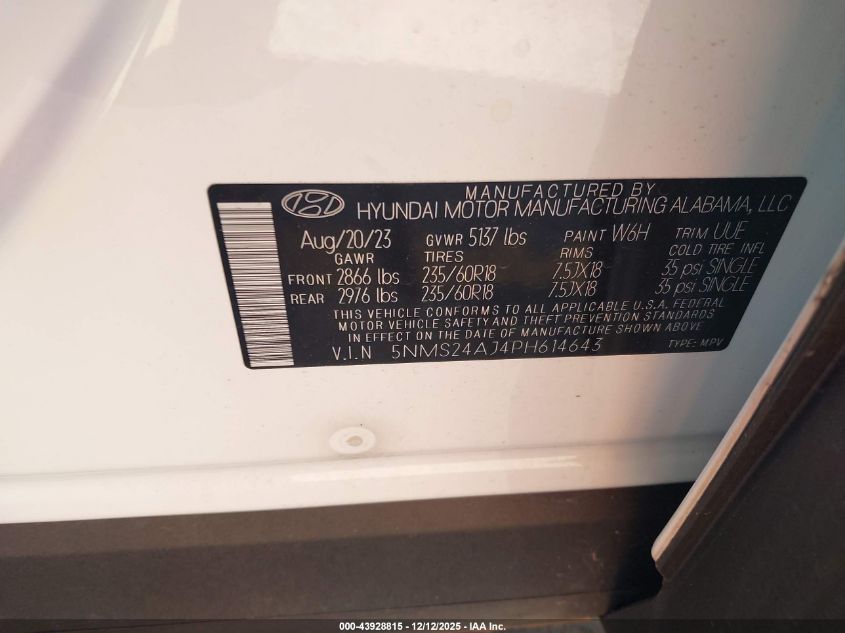 MANUFACTURED BY
HYUNDAI MOTOR MANUFACTURING ALABAMA, LLC
Aug/20/23 GVWR 5137 lbs PAINT W6H TRIM UUE
GAWR TIRES RIMS COLD TIRE INFL
FRONT 2866 lbs 235/60R18 7.5JX18 35 psi SINGLE
REAR 2976 lbs 235/60R18 7.5JX18 35 psi SINGLE
THIS VEHICLE CONFORMS TO ALL APPLICABLE U.S.A. FEDERAL
MOTOR VEHICLE SAFETY AND THEFT PREVENTION STANDARDS
IN EFFECT ON THE DATE OF MANUFACTURE SHOWN ABOVE
V.I.N 5NMS24AJ4PH614643 TYPE: MPV
000-43928815 - 12/12/2025 - IAA Inc.